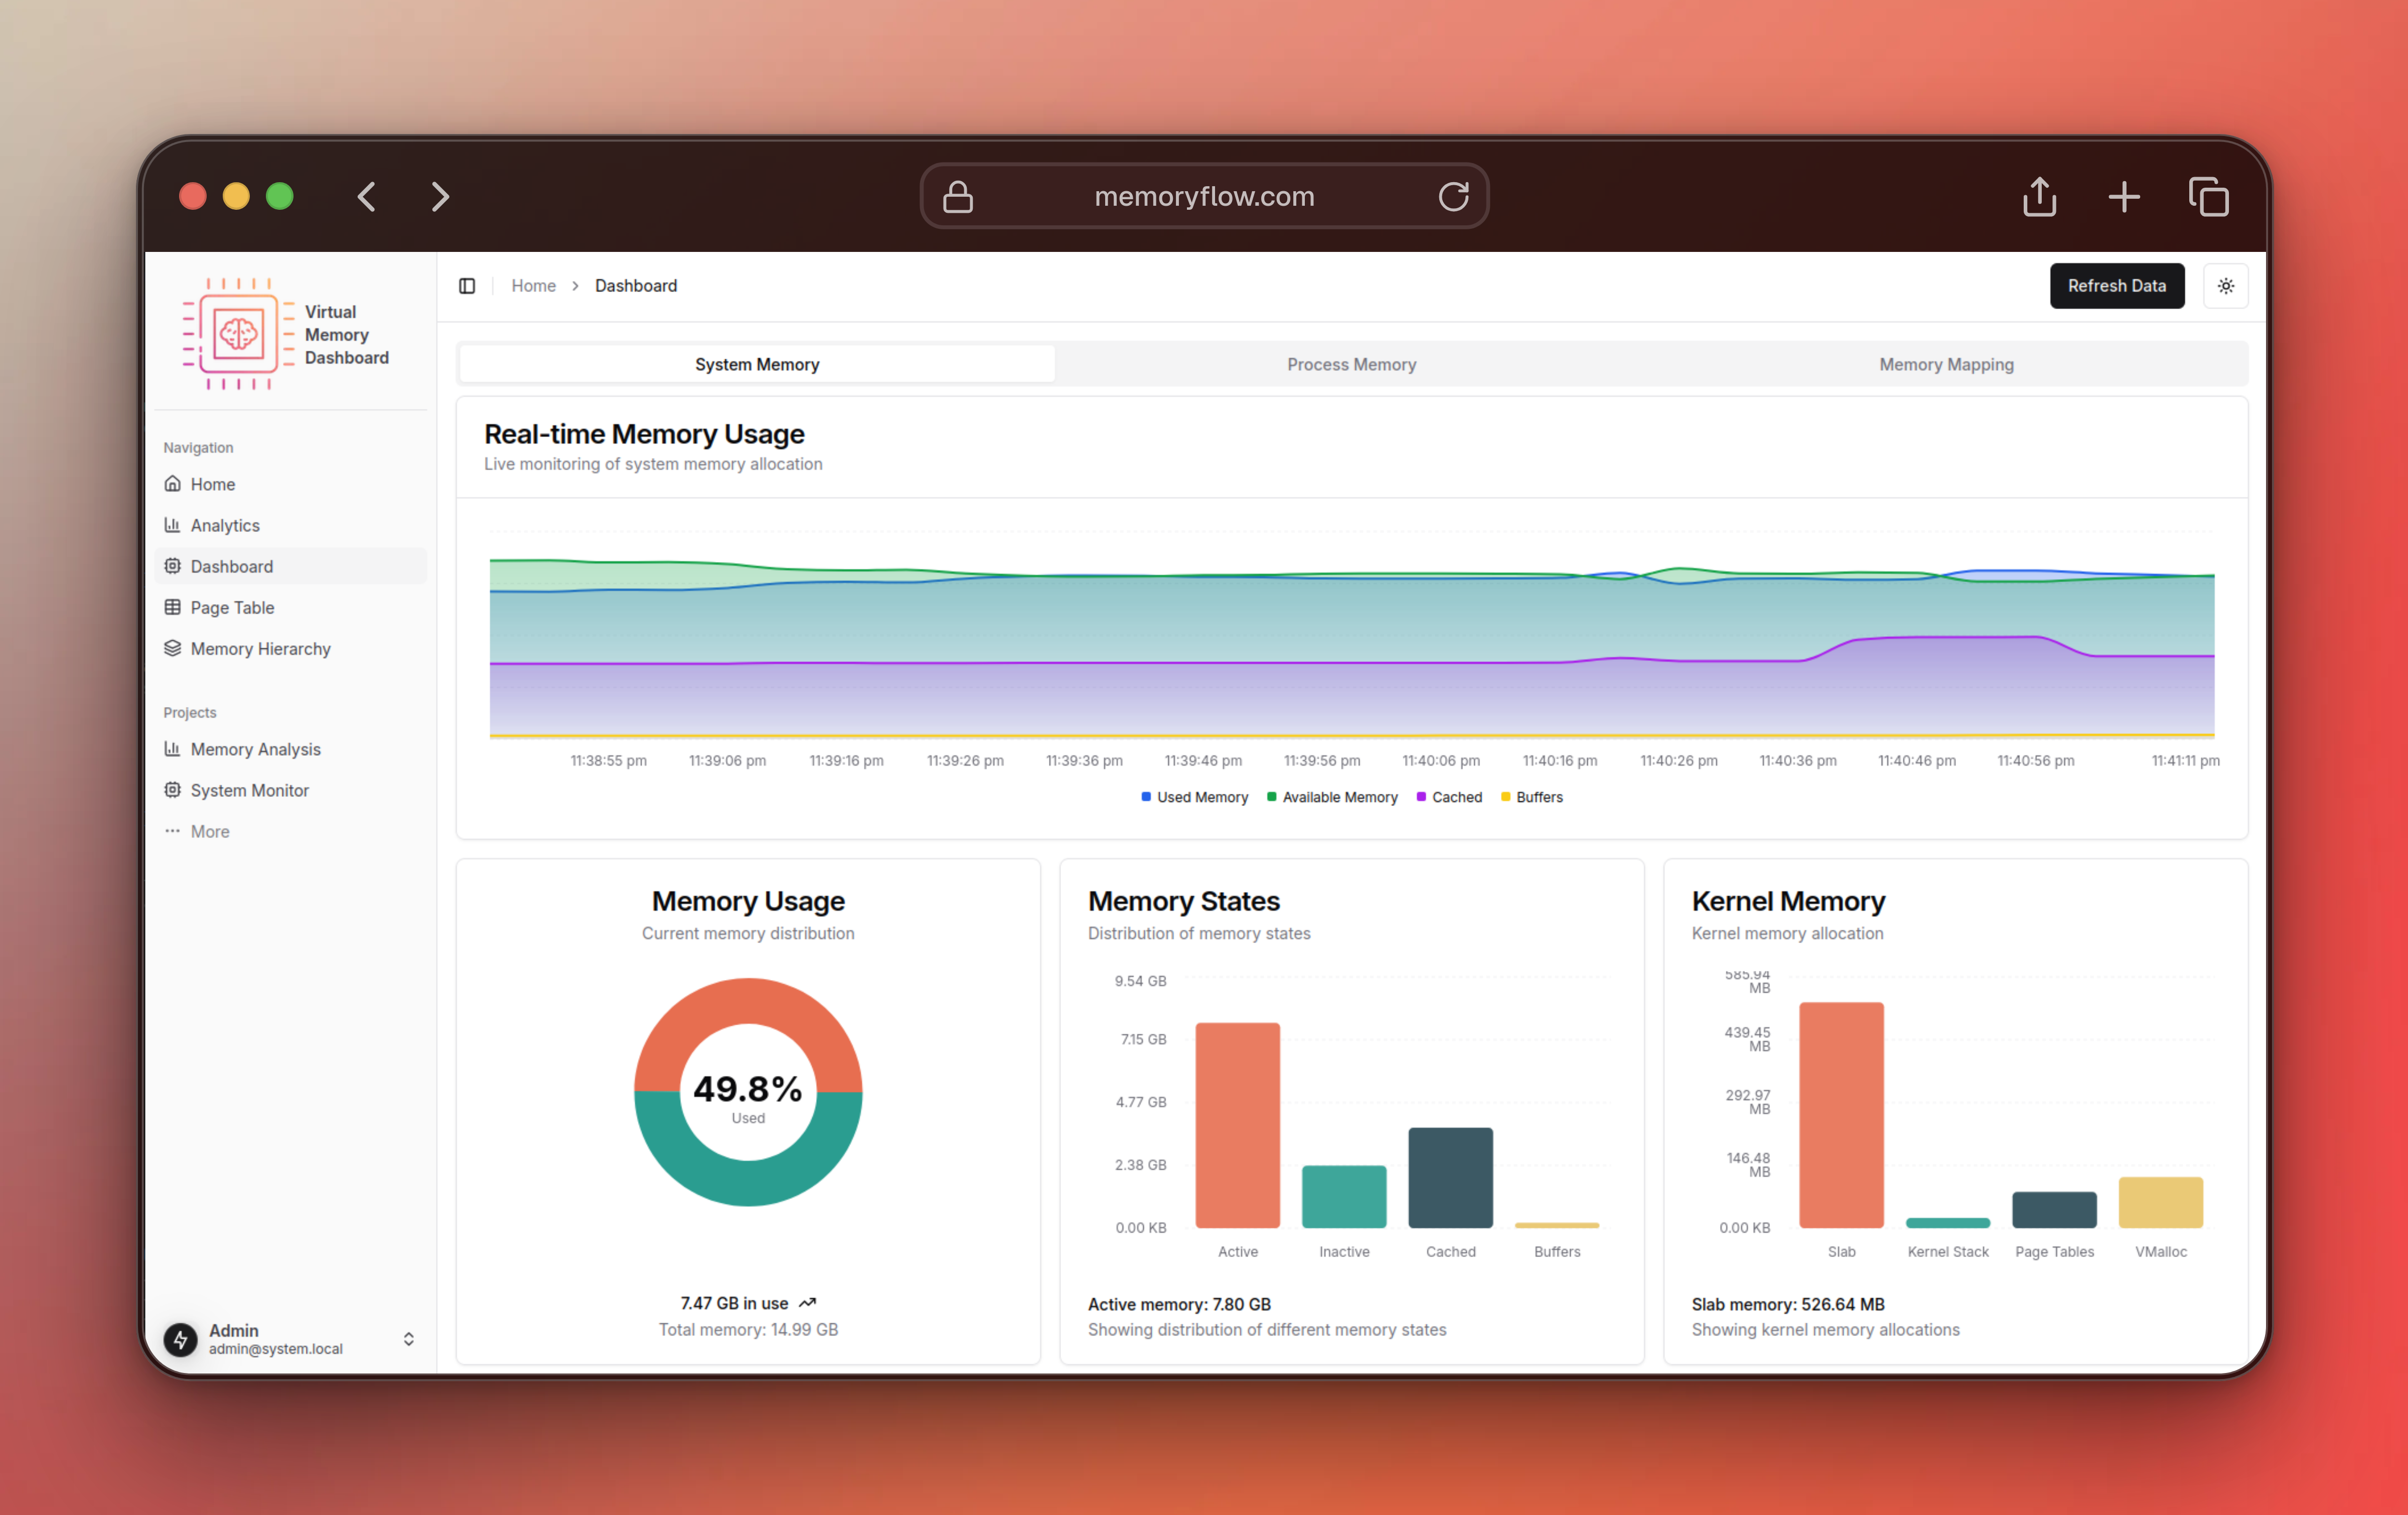 memoryflow.com
Virtual
Memory
Dashboard
Home > Dashboard
Refresh Data
Navigation
Home
Analytics
Dashboard
Page Table
Memory Hierarchy
Projects
Memory Analysis
System Monitor
More
Admin
admin@system.local
System Memory
Process Memory
Memory Mapping
Real-time Memory Usage
Live monitoring of system memory allocation
11:38:55 pm
11:39:06 pm
11:39:16 pm
11:39:26 pm
11:39:36 pm
11:39:46 pm
11:39:56 pm
11:40:06 pm
11:40:16 pm
11:40:26 pm
11:40:36 pm
11:40:46 pm
11:40:56 pm
11:41:11 pm
Used Memory
Available Memory
Cached
Buffers
Memory Usage
Current memory distribution
49.8%
Used
7.47 GB in use
Total memory: 14.99 GB
Memory States
Distribution of memory states
9.54 GB
7.15 GB
4.77 GB
2.38 GB
0.00 KB
Active
Inactive
Cached
Buffers
Active memory: 7.80 GB
Showing distribution of different memory states
Kernel Memory
Kernel memory allocation
585.94
MB
439.45
MB
292.97
MB
146.48
MB
0.00 KB
Slab
Kernel Stack
Page Tables
VMalloc
Slab memory: 526.64 MB
Showing kernel memory allocations